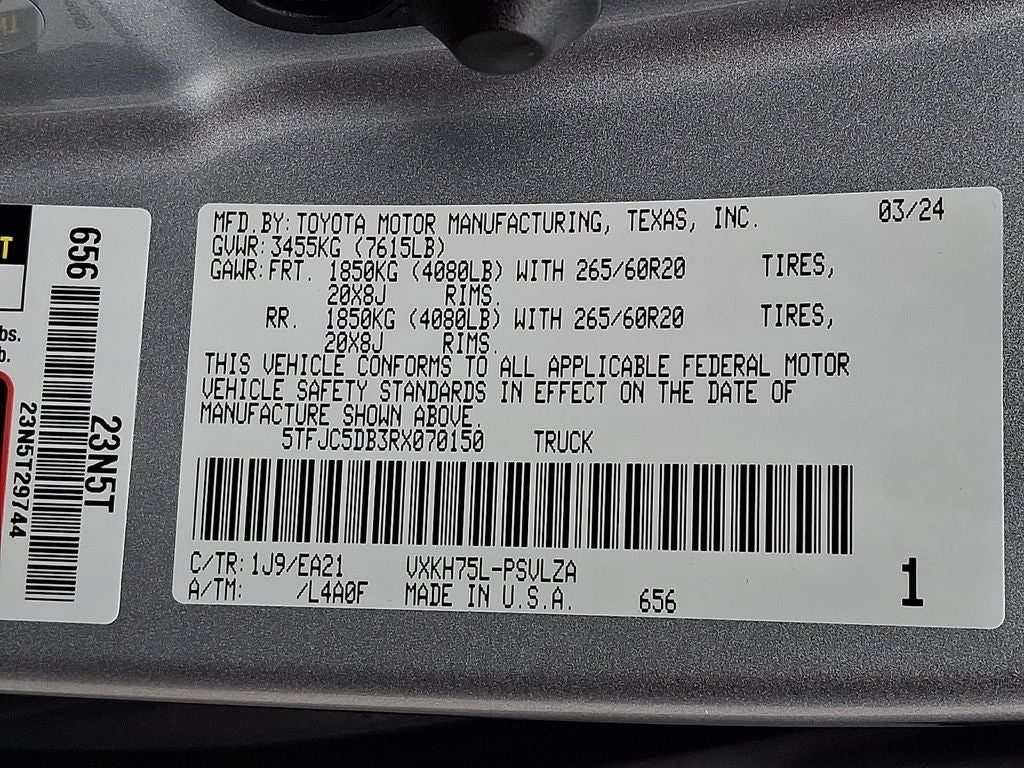 MFD.BY:TOYOTA MOTOR MANUFACTURING, TEXAS, INC. 03/24
GVWR:3455KG (7615LB)
GAWR:FRT. 1850KG (4080LB) WITH 265/60R20 TIRES,
20X8J RIMS.
RR. 1850KG (4080LB) WITH 265/60R20 TIRES,
20X8J RIMS.
THIS VEHICLE CONFORMS TO ALL APPLICABLE FEDERAL MOTOR
VEHICLE SAFETY STANDARDS IN EFFECT ON THE DATE OF
MANUFACTURE SHOWN ABOVE.
5TFJC5DB3RX070150 TRUCK
C/TR:1J9/EA21 VXKH75L-PSVLZA
A/TM: /L4A0F MADE IN U.S.A. 656
1
656
23N5T
23N5T29744
T
bs.
b.